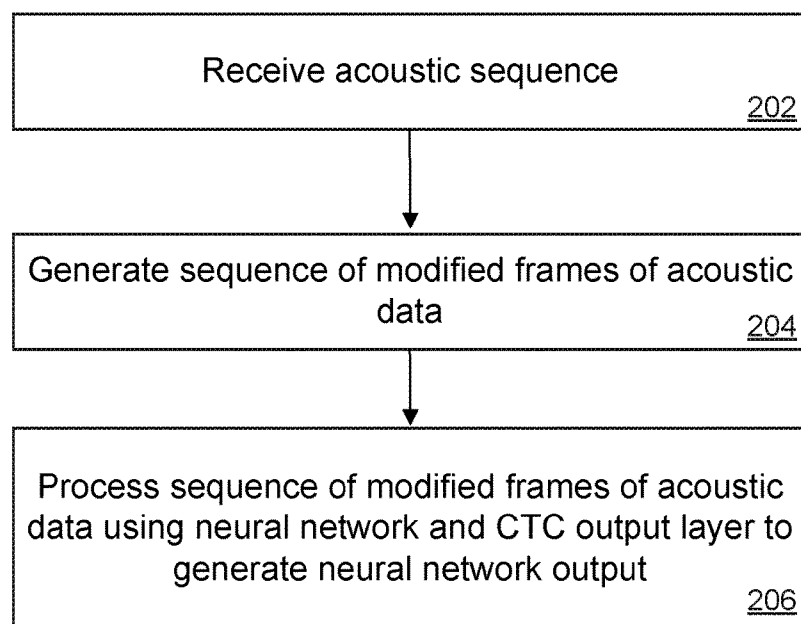 Receive acoustic sequence
202
Generate sequence of modified frames of acoustic
data
204
Process sequence of modified frames of acoustic
data using neural network and CTC output layer to
generate neural network output
206